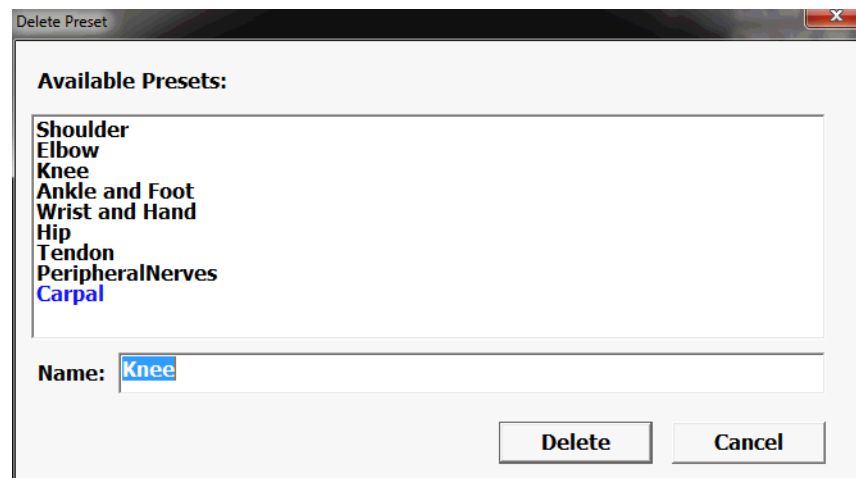 Delete Preset
Available Presets:
Shoulder
Elbow
Knee
Ankle and Foot
Wrist and Hand
Hip
Tendon
PeripheralNerves
Carpal
Name: Knee
Delete Cancel